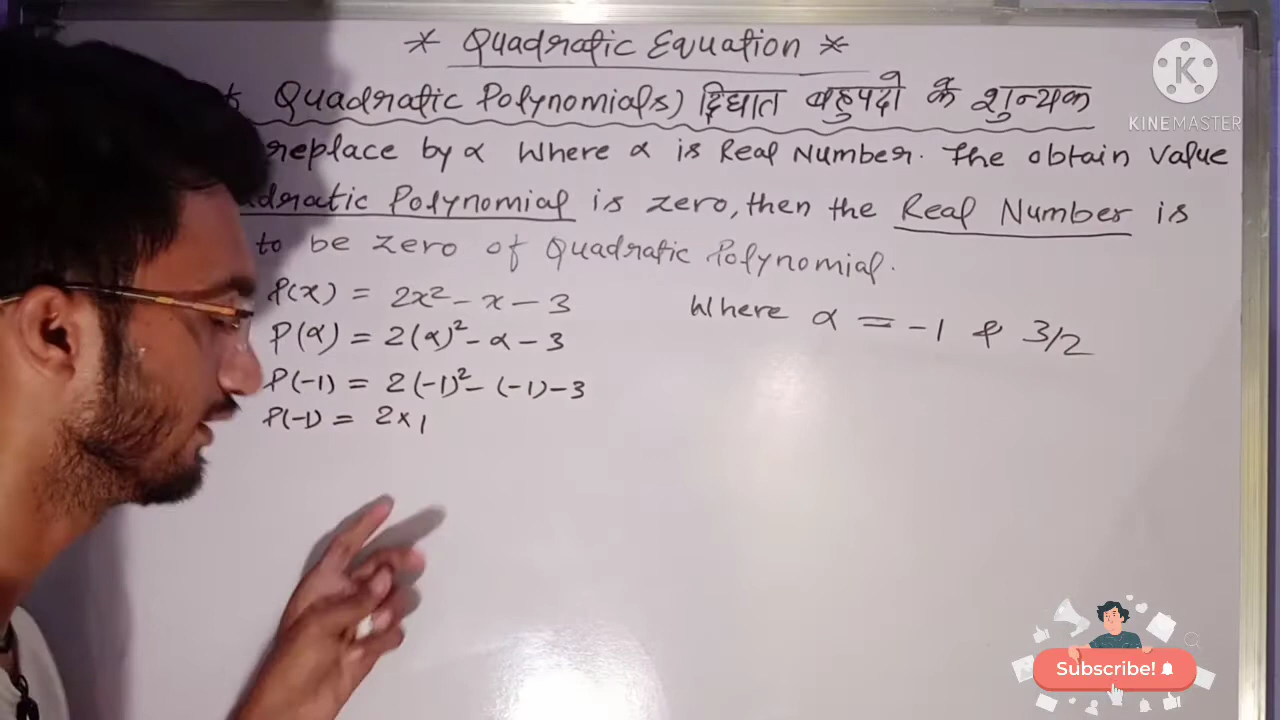 * Quadratic Equation *
Quadratic Polynomials) द्विघात बहुपदो के शुन्यक
replace by α Where α is Real Number. The obtain value
dratic Polynomial is zero, then the Real Number is
to be zero of Quadratic Polynomial.
P(x) = 2x² - x - 3
Where α = -1 & 3/2
P(α) = 2(α)² - α - 3
P(-1) = 2(-1)² - (-1) - 3
P(-1) = 2×1
KINEMASTER
Subscribe!